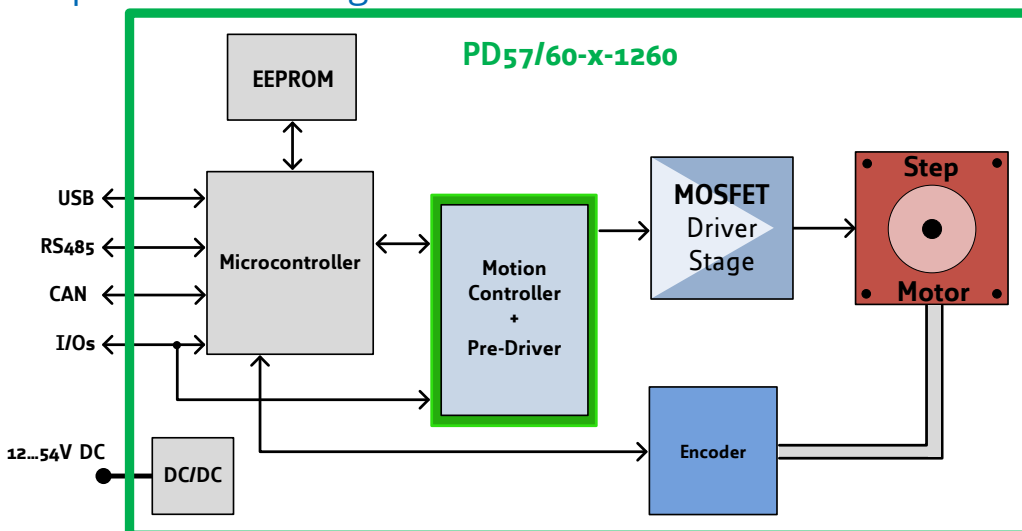 PD57/60-x-1260
EEPROM
USB
RS485
CAN
I/Os
Microcontroller
Motion
Controller
+
Pre-Driver
MOSFET
Driver
Stage
Step
Motor
Encoder
12...54V DC
DC/DC